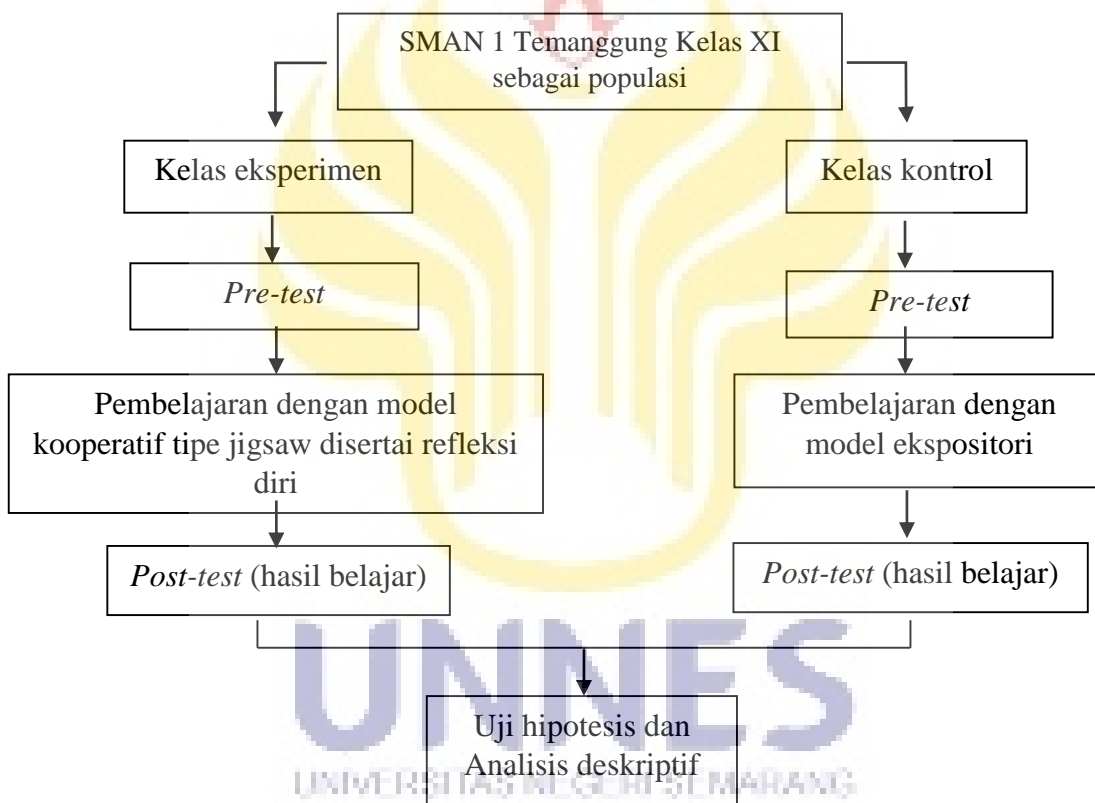 SMAN 1 Temanggung Kelas XI
sebagai populasi
Kelas eksperimen
Kelas kontrol
Pre-test
Pre-test
Pembelajaran dengan model
kooperatif tipe jigsaw disertai refleksi
diri
Pembelajaran dengan
model ekspositori
Post-test (hasil belajar)
Post-test (hasil belajar)
UNNES
Uji hipotesis dan
Analisis deskriptif
UNIVERSITAS NEGERI SEMARANG